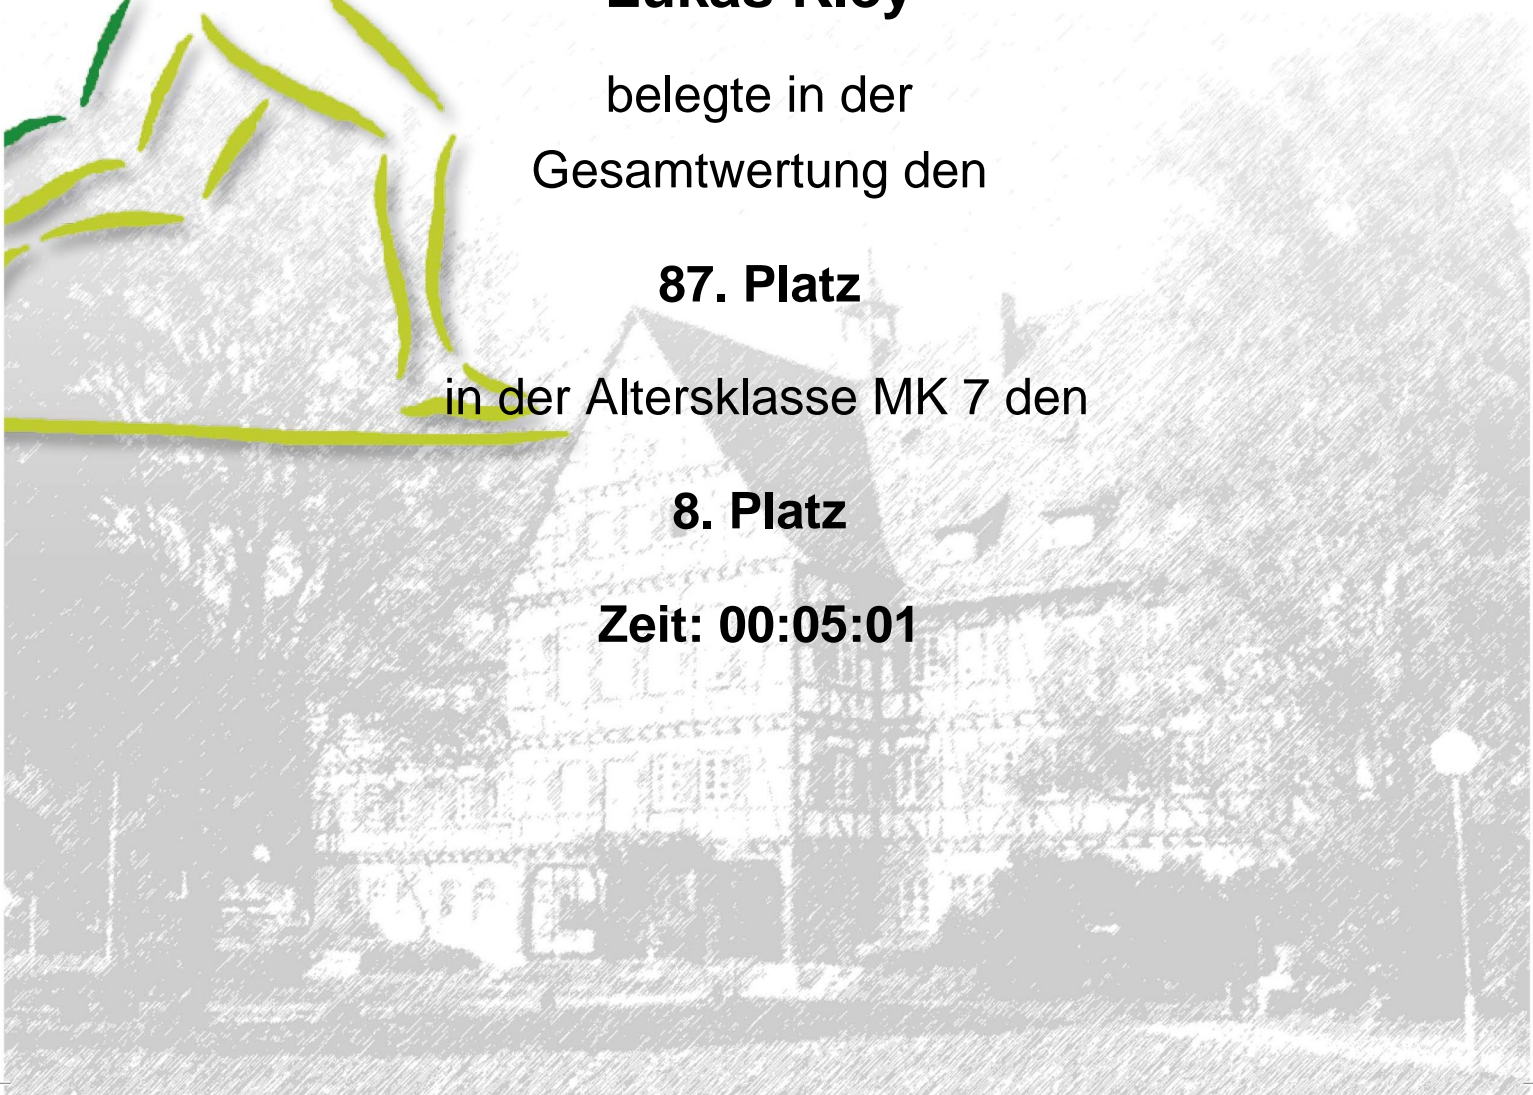 belegte in der
Gesamtwertung den
87. Platz
in der Altersklasse MK 7 den
8. Platz
Zeit: 00:05:01